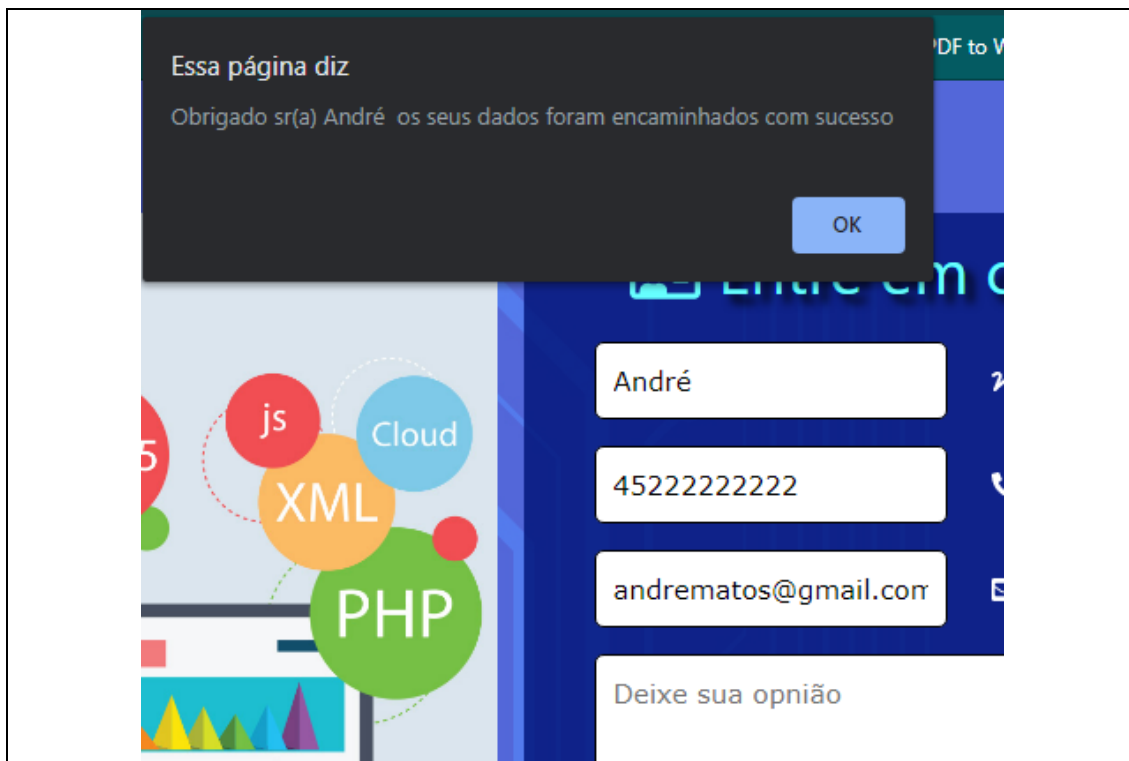 PDF to W
Essa página diz
Obrigado sr(a) André  os seus dados foram encaminhados com sucesso
OK
Entre em c
André
45222222222
andrematos@gmail.com
Deixe sua opnião
5
js
Cloud
XML
PHP